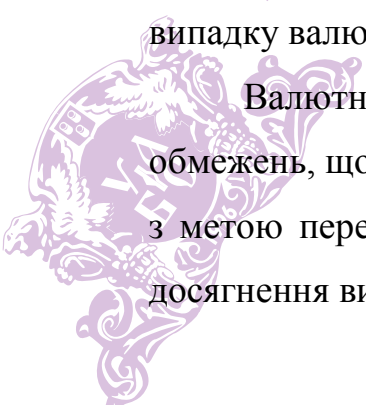 випадку валю
Валютн
обмежень, що
з метою пере
досягнення ви